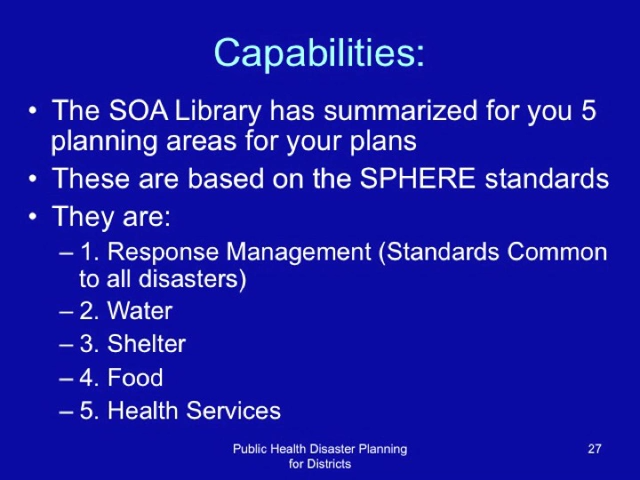 Capabilities:
• The SOA Library has summarized for you 5
planning areas for your plans
• These are based on the SPHERE standards
• They are:
– 1. Response Management (Standards Common
to all disasters)
– 2. Water
– 3. Shelter
– 4. Food
– 5. Health Services
Public Health Disaster Planning
for Districts
27